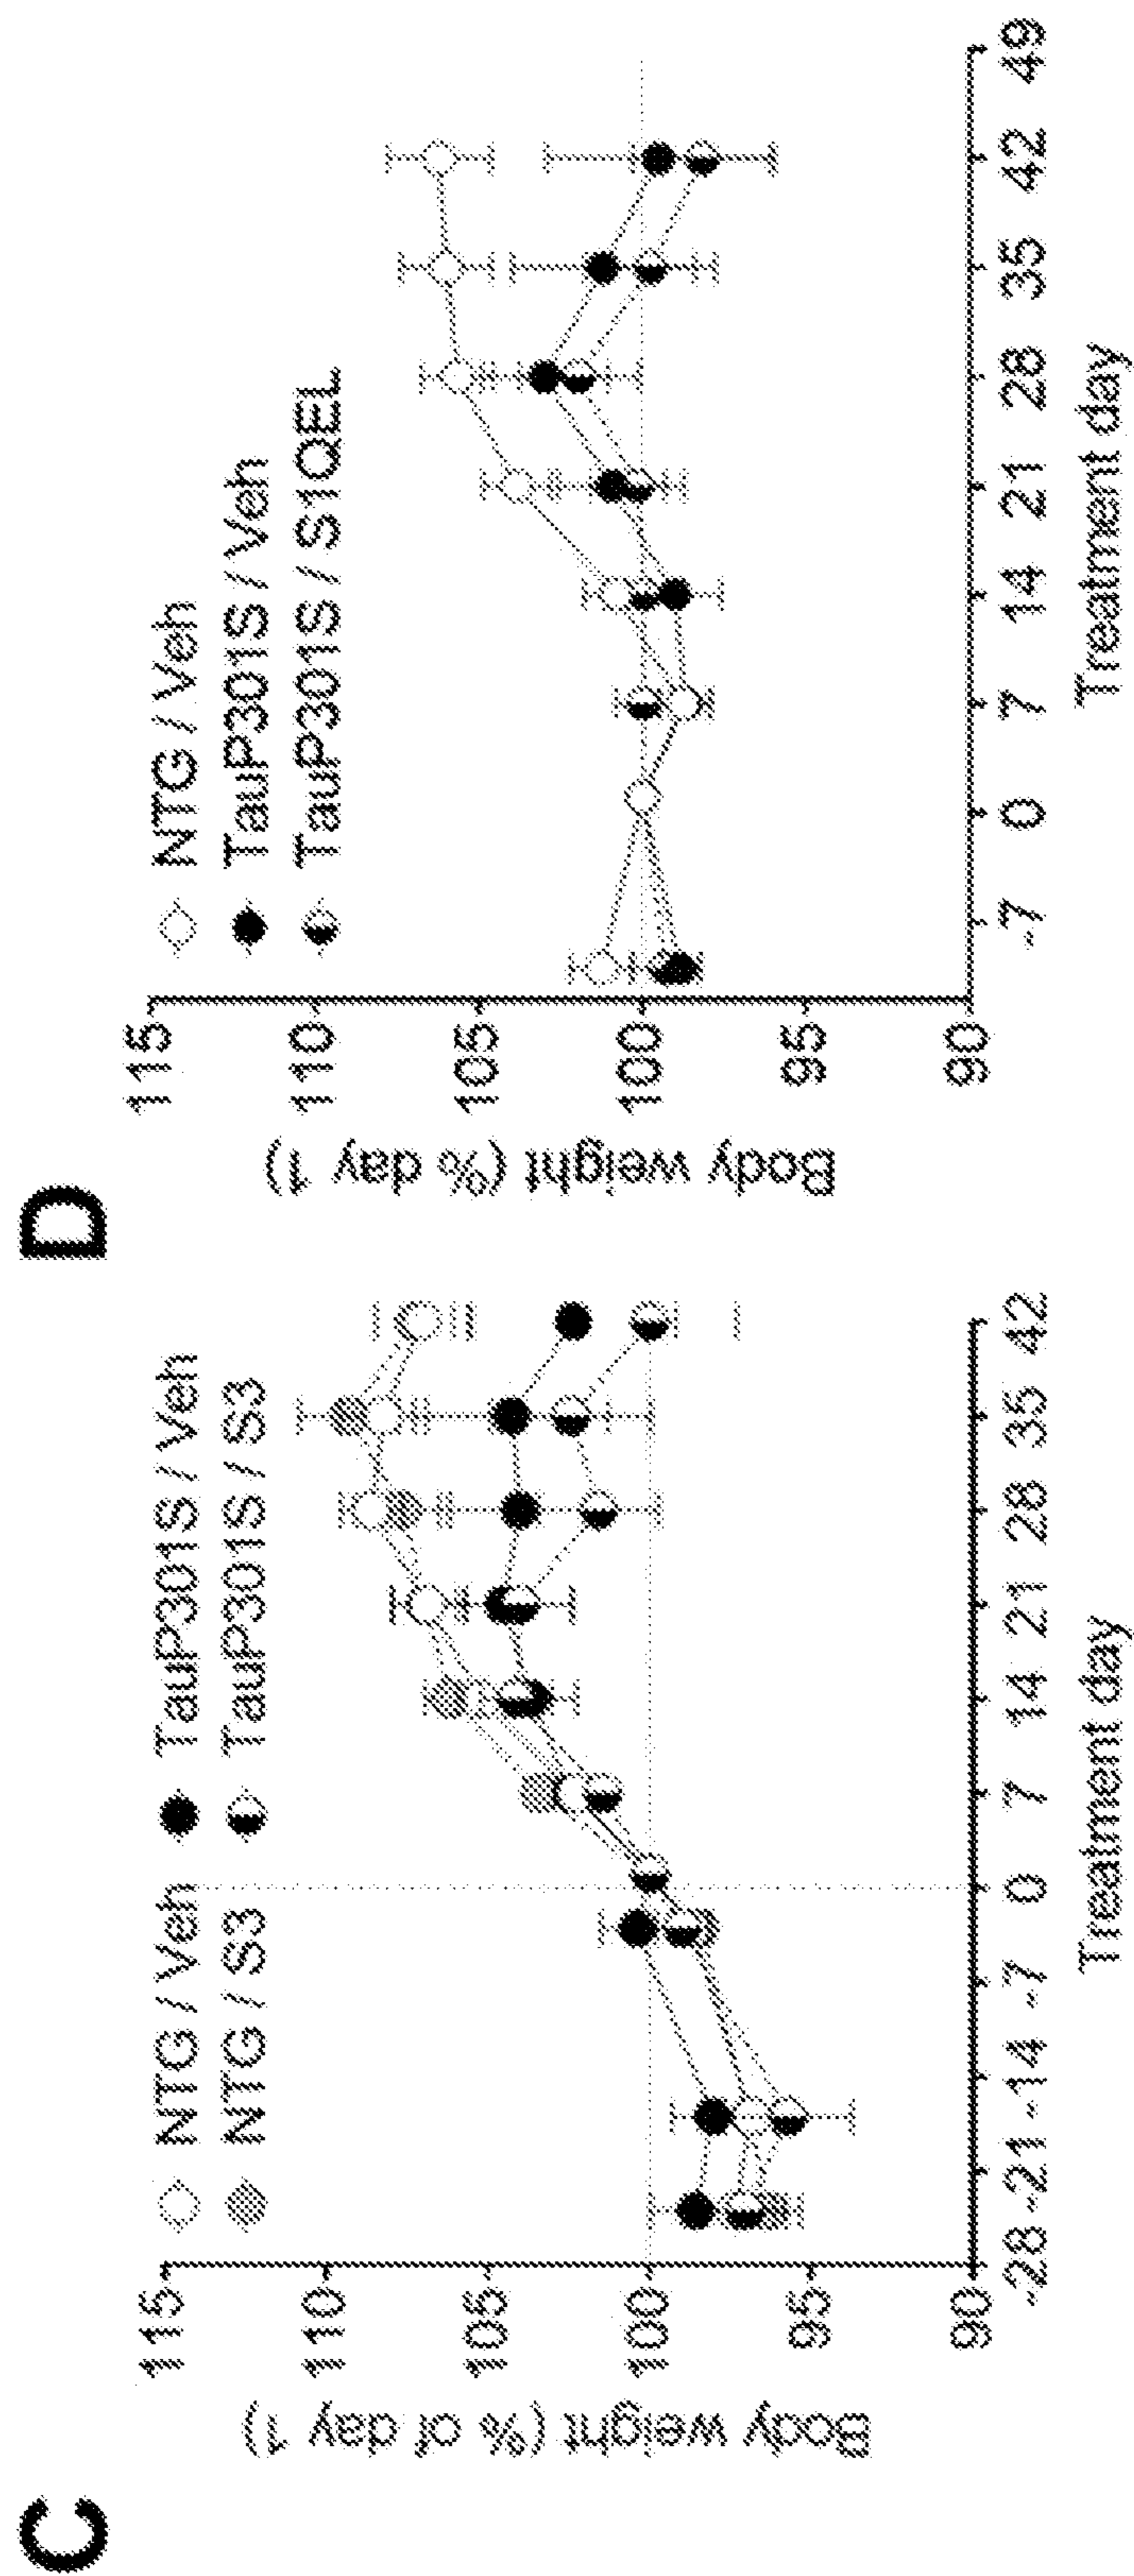 C
NTG / Veh
NTG / S3
TauP301S / Veh
TauP301S / S3
Body weight (% of day 1)
115
110
105
100
95
90
-28 -21 -14 -7 0 7 14 21 28 35 42
Treatment day
D
NTG / Veh
TauP301S / Veh
TauP301S / S1QEL
Body weight (% day 1)
115
110
105
100
95
90
-7 0 7 14 21 28 35 42 49
Treatment day